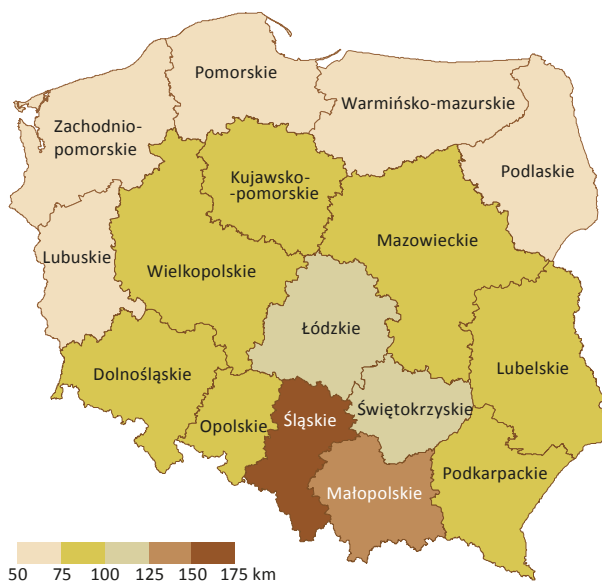 Pomorskie
Warmińsko-mazurskie
Zachodnio-
pomorskie
Podlaskie
Kujawsko-
-pomorskie
Mazowieckie
Lubuskie
Wielkopolskie
Łódzkie
Lubelskie
Dolnośląskie
Świętokrzyskie
Opolskie
Śląskie
Podkarpackie
Małopolskie
50 75 100 125 150 175 km